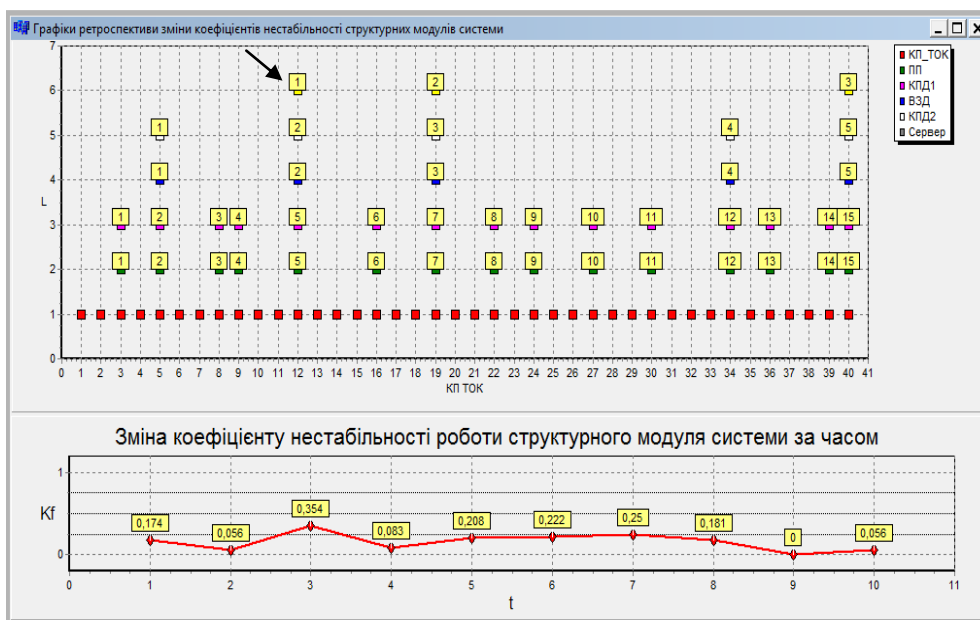 Графіки ретроспективи зміни коефіцієнтів нестабільності структурних модулів системи
7
6
5
4
L
3
2
1
0
1 2 3
1 2 3 4 5
1 2 3 4 5
1 2 3 4 5 6 7 8 9 10 11 12 13 14 15
1 2 3 4 5 6 7 8 9 10 11 12 13 14 15
0 1 2 3 4 5 6 7 8 9 10 11 12 13 14 15 16 17 18 19 20 21 22 23 24 25 26 27 28 29 30 31 32 33 34 35 36 37 38 39 40 41
КП ТОК
КП_ТОК
ПП
КПД1
ВЗД
КПД2
Сервер
Зміна коефіцієнту нестабільності роботи структурного модуля системи за часом
1
Kf
0
0,174 0,056 0,354 0,083 0,208 0,222 0,25 0,181 0 0,056
0 1 2 3 4 5 6 7 8 9 10 11
t